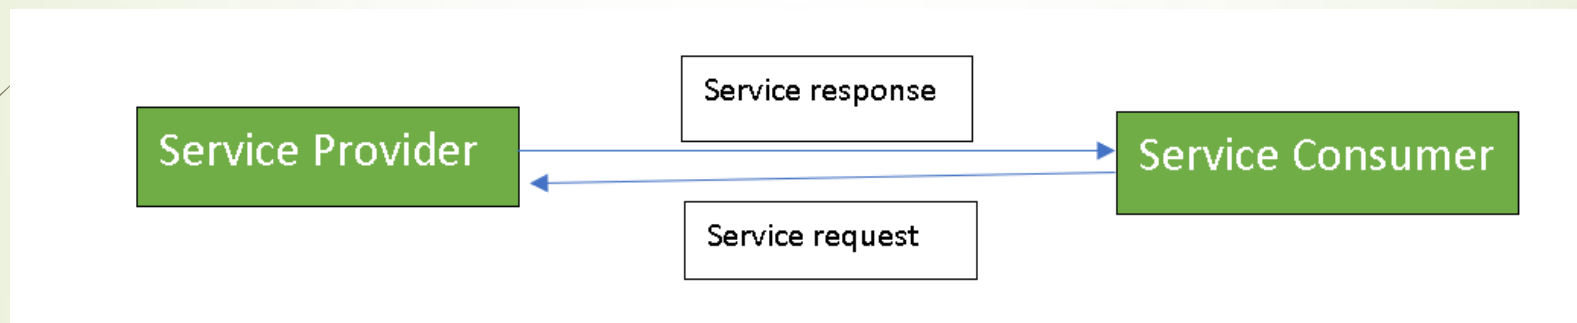 Service response
Service Provider
Service Consumer
Service request